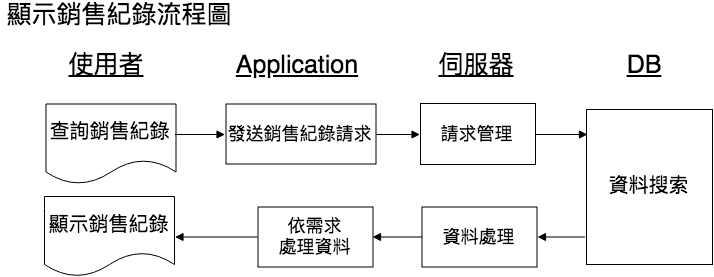 顯示銷售紀錄流程圖
使用者
Application
伺服器
DB
查詢銷售紀錄
發送銷售紀錄請求
請求管理
資料搜索
顯示銷售紀錄
依需求
處理資料
資料處理